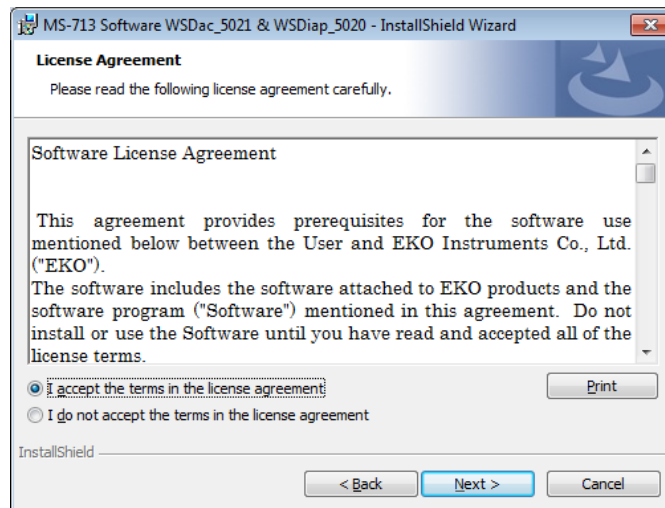 MS-713 Software WSDac_5021 & WSDiap_5020 - InstallShield Wizard
License Agreement
Please read the following license agreement carefully.
Software License Agreement
This agreement provides prerequisites for the software use
mentioned below between the User and EKO Instruments Co., Ltd.
("EKO").
The software includes the software attached to EKO products and the
software program ("Software") mentioned in this agreement. Do not
install or use the Software until you have read and accepted all of the
license terms.
I accept the terms in the license agreement
Print
I do not accept the terms in the license agreement
InstallShield
< Back
Next >
Cancel